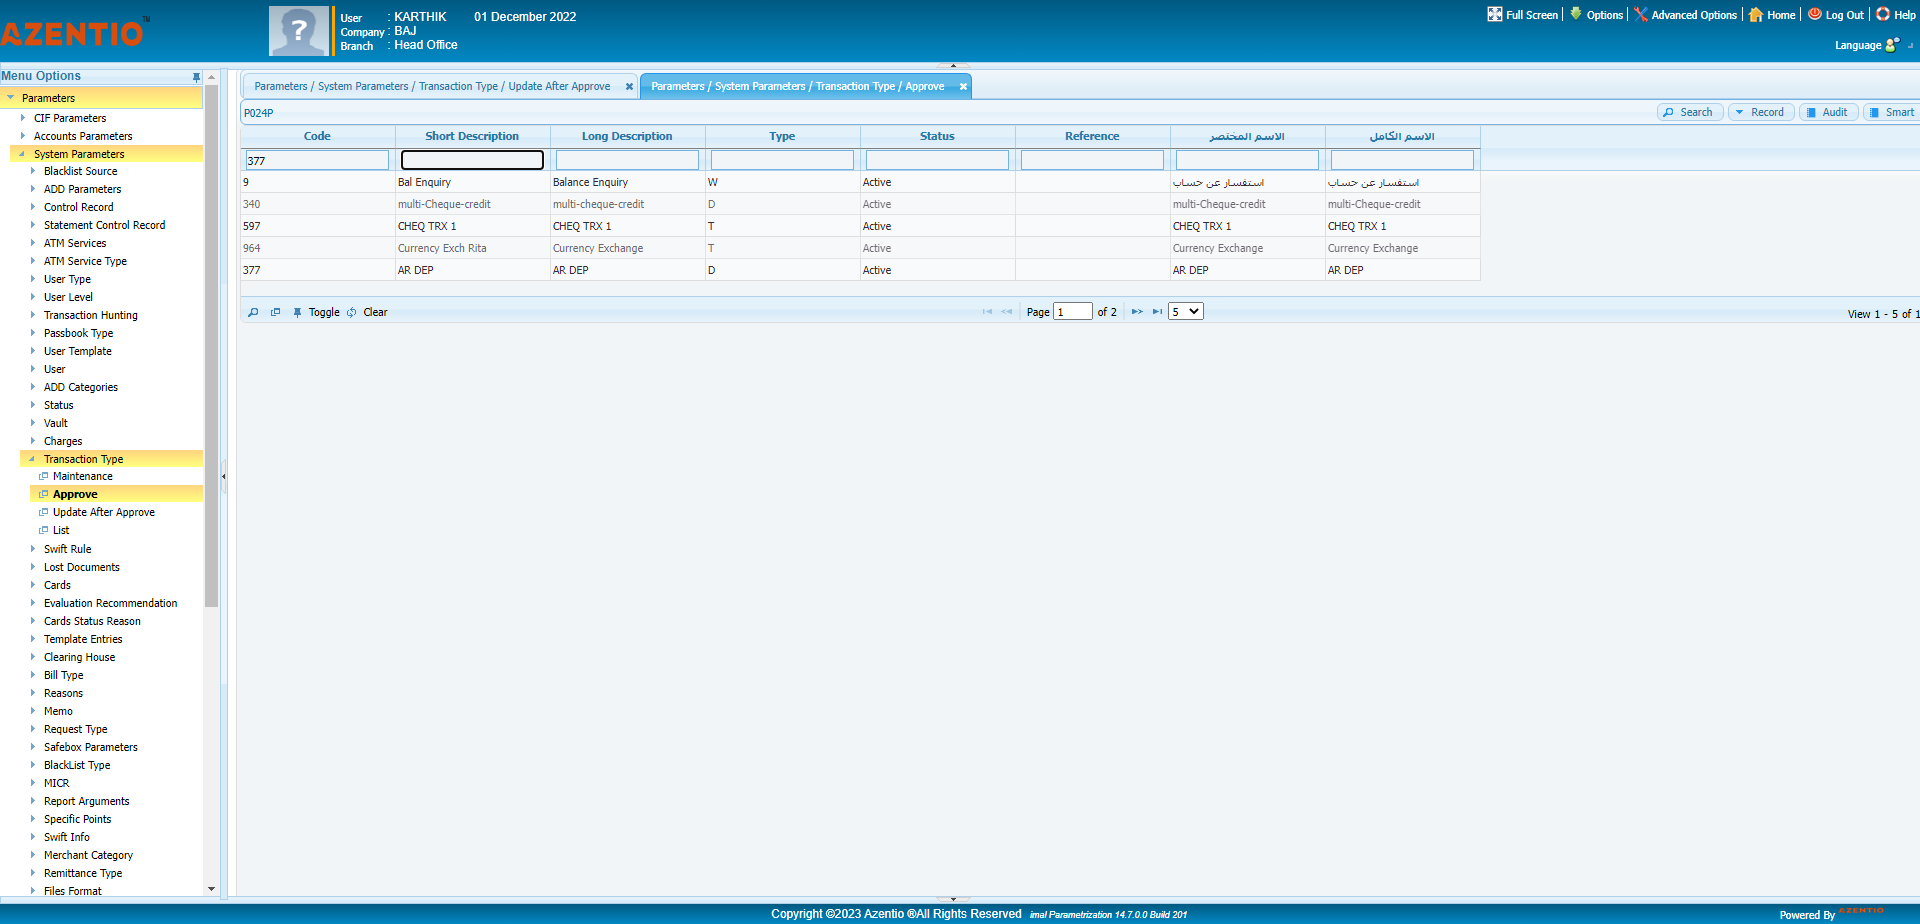 AZENTIO™
User : KARTHIK 01 December 2022
Company : BAJ
Branch : Head Office
Full Screen Options Advanced Options Home Log Out Help
Language
Menu Options
Parameters
CIF Parameters
Accounts Parameters
System Parameters
Blacklist Source
ADD Parameters
Control Record
Statement Control Record
ATM Services
ATM Service Type
User Type
User Level
Transaction Hunting
Passbook Type
User Template
User
ADD Categories
Status
Vault
Charges
Transaction Type
Maintenance
Approve
Update After Approve
List
Swift Rule
Lost Documents
Cards
Evaluation Recommendation
Cards Status Reason
Template Entries
Clearing House
Bill Type
Reasons
Memo
Request Type
Safebox Parameters
BlackList Type
MICR
Report Arguments
Specific Points
Swift Info
Merchant Category
Remittance Type
Files Format
Parameters / System Parameters / Transaction Type / Update After Approve
Parameters / System Parameters / Transaction Type / Approve
P024P
Search Record Audit Smart
Code Short Description Long Description Type Status Reference الاسم المختصر الاسم الكامل
377
9 Bal Enquiry Balance Enquiry W Active استفسار عن حساب استفسار عن حساب
340 multi-Cheque-credit multi-cheque-credit D Active multi-Cheque-credit multi-Cheque-credit
597 CHEQ TRX 1 CHEQ TRX 1 T Active CHEQ TRX 1 CHEQ TRX 1
964 Currency Exch Rita Currency Exchange T Active Currency Exchange Currency Exchange
377 AR DEP AR DEP D Active AR DEP AR DEP
Toggle Clear
Page 1 of 2
5
View 1 - 5 of 1
Copyright ©2023 Azentio ®All Rights Reserved imal Parametrization 14.7.0.0 Build 201
Powered By AZENTIO